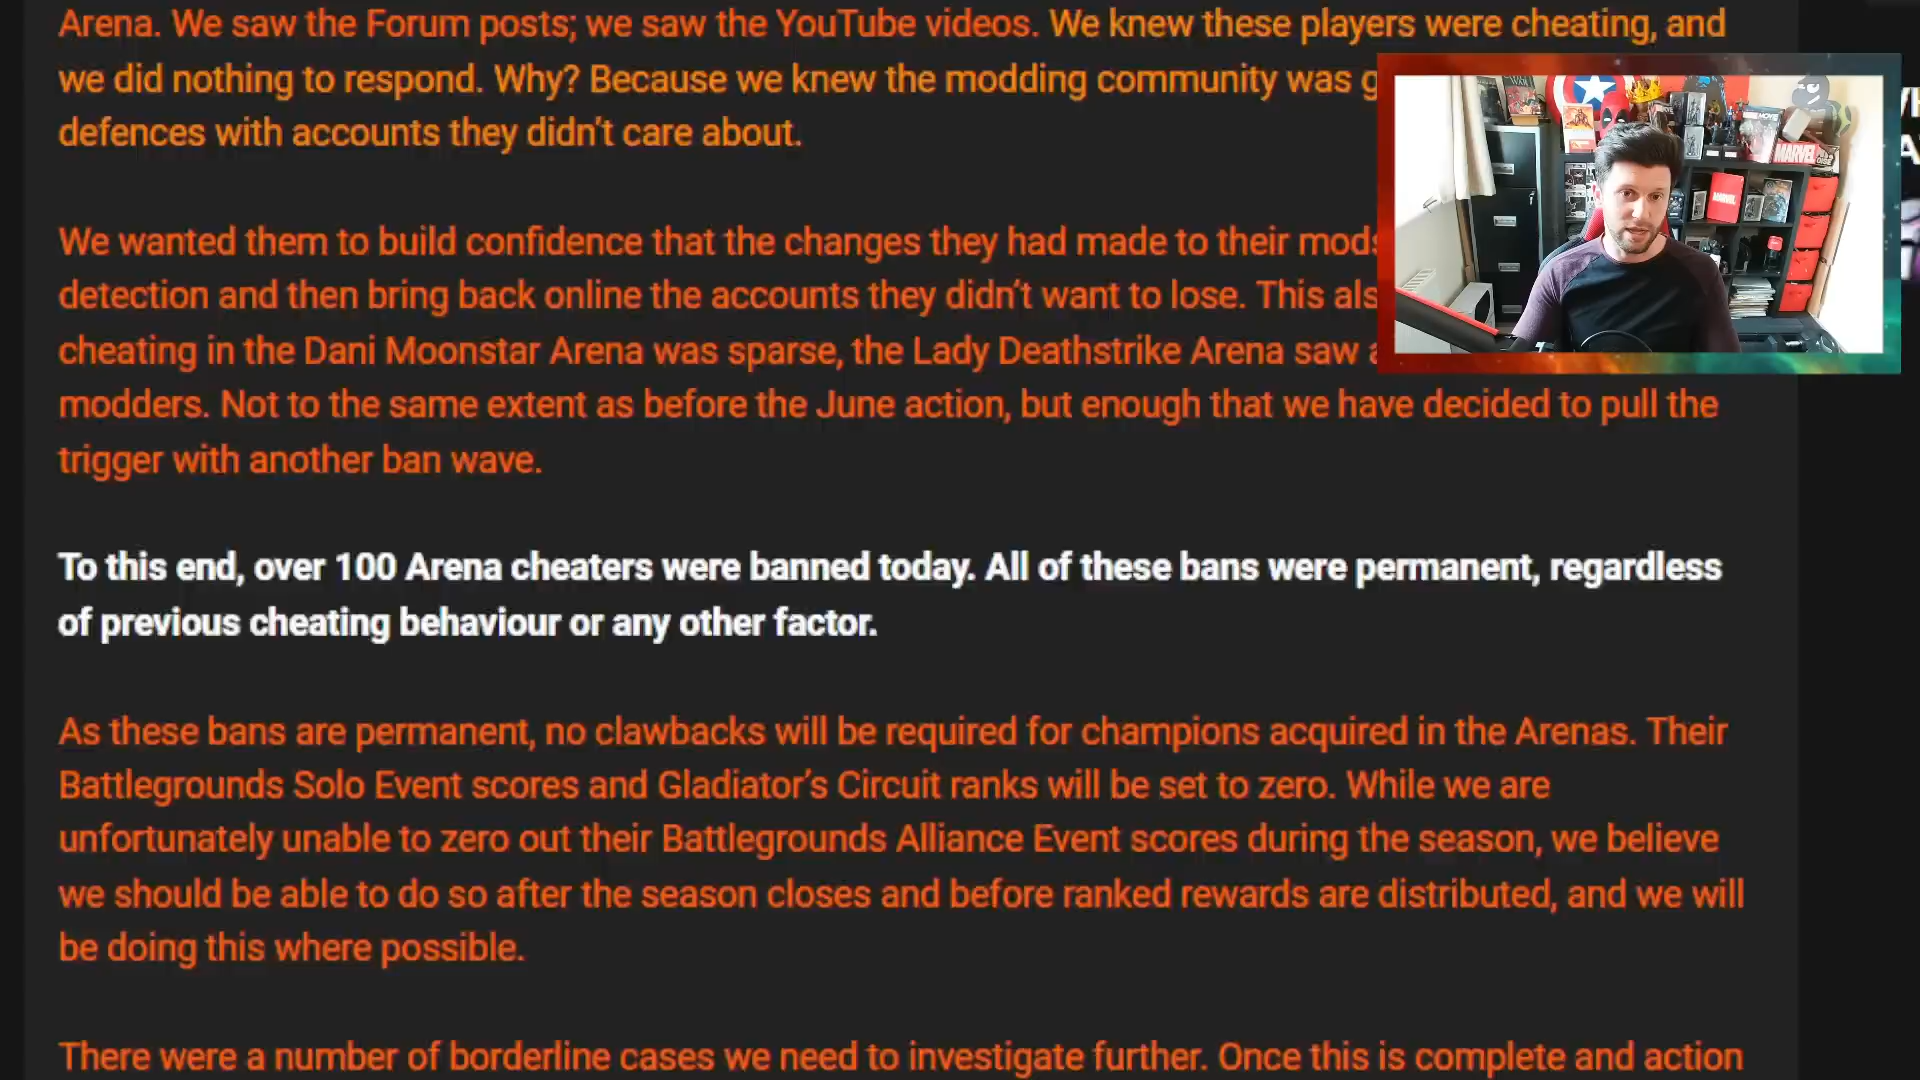 Arena. We saw the Forum posts; we saw the YouTube videos. We knew these players were cheating, and
we did nothing to respond. Why? Because we knew the modding community was
defences with accounts they didn’t care about.
We wanted them to build confidence that the changes they had made to their mods
detection and then bring back online the accounts they didn’t want to lose. This
cheating in the Dani Moonstar Arena was sparse, the Lady Deathstrike Arena saw
modders. Not to the same extent as before the June action, but enough that we have decided to pull the
trigger with another ban wave.
To this end, over 100 Arena cheaters were banned today. All of these bans were permanent, regardless
of previous cheating behaviour or any other factor.
As these bans are permanent, no clawbacks will be required for champions acquired in the Arenas. Their
Battlegrounds Solo Event scores and Gladiator’s Circuit ranks will be set to zero. While we are
unfortunately unable to zero out their Battlegrounds Alliance Event scores during the season, we believe
we should be able to do so after the season closes and before ranked rewards are distributed, and we will
be doing this where possible.
There were a number of borderline cases we need to investigate further. Once this is complete and action
MARVEL
MARVEL